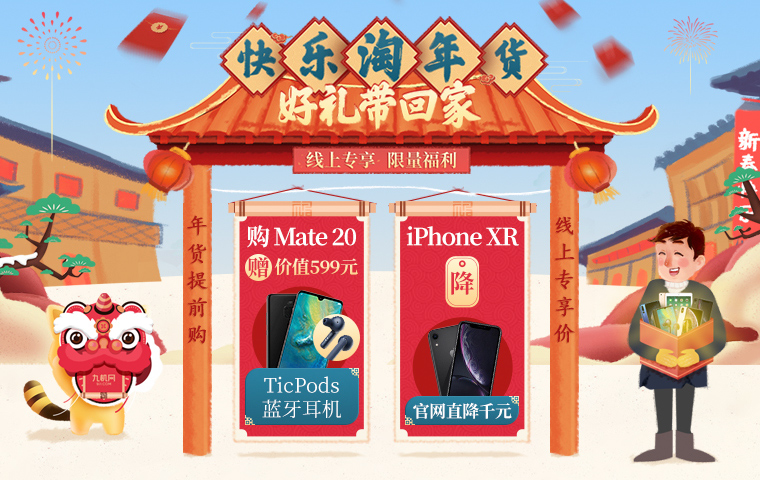 快乐淘年货
好礼带回家
线上专享 限量福利
年货提前购
购 Mate 20
赠 价值599元
TicPods
蓝牙耳机
iPhone XR
降
官网直降千元
线上专享价
新春
九机网